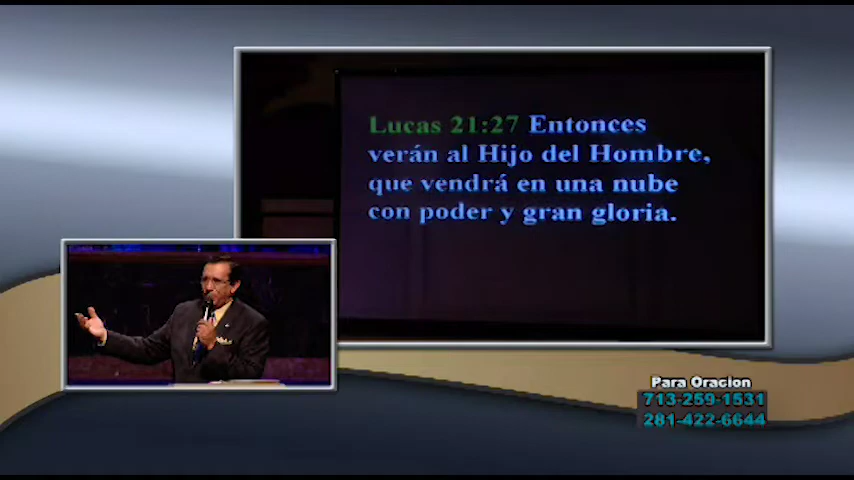 Lucas 21:27 Entonces
verán al Hijo del Hombre,
que vendrá en una nube
con poder y gran gloria.
Para Oracion
713-259-1531
281-422-6644